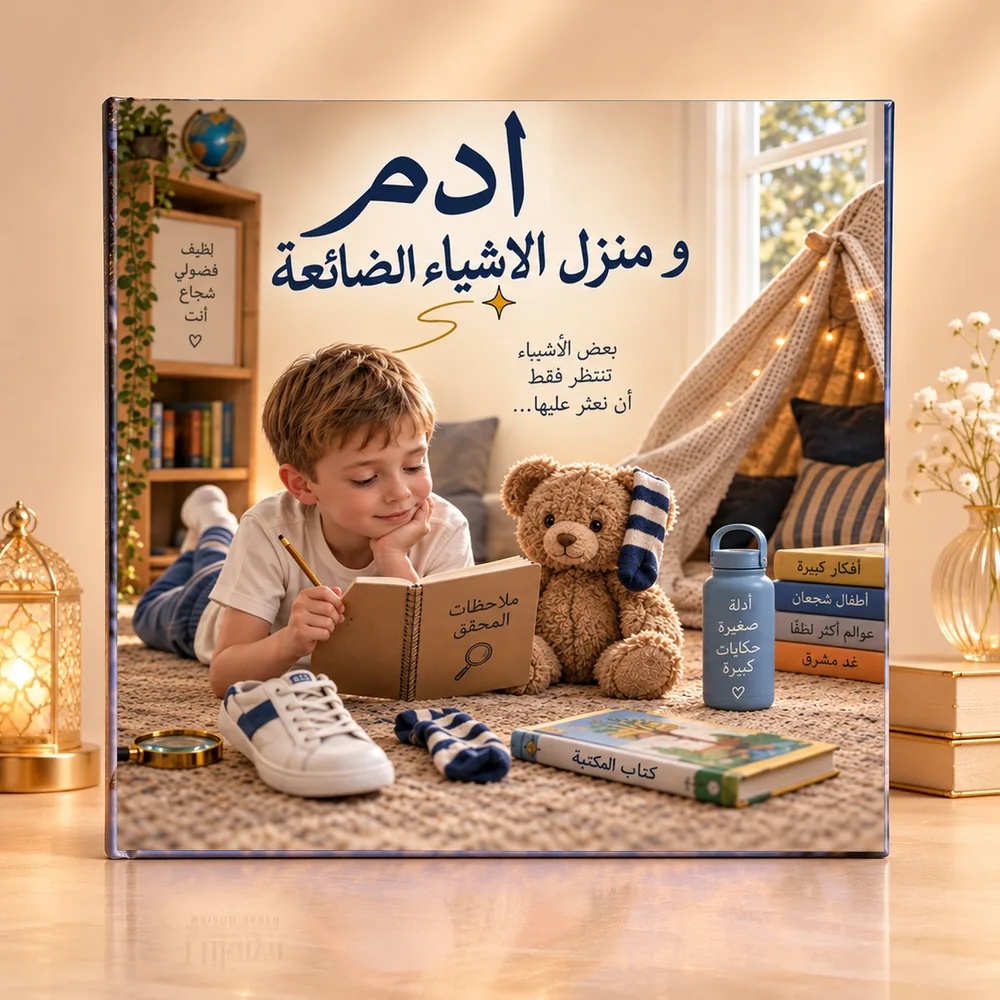 ادم
و منزل الاشياء الضائعة
بعض الأشيياء
تنتظر فقط
أن نعثر عليها...
لطيف
فضولي
شجاع
أنت
ملاحظات
المحقق
أدلة
صغيرة
حكايات
كبيرة
أفكار كبيرة
أطفال شجعان
عوالم أكثر لطفًا
غد مشرق
كتاب المكتبة